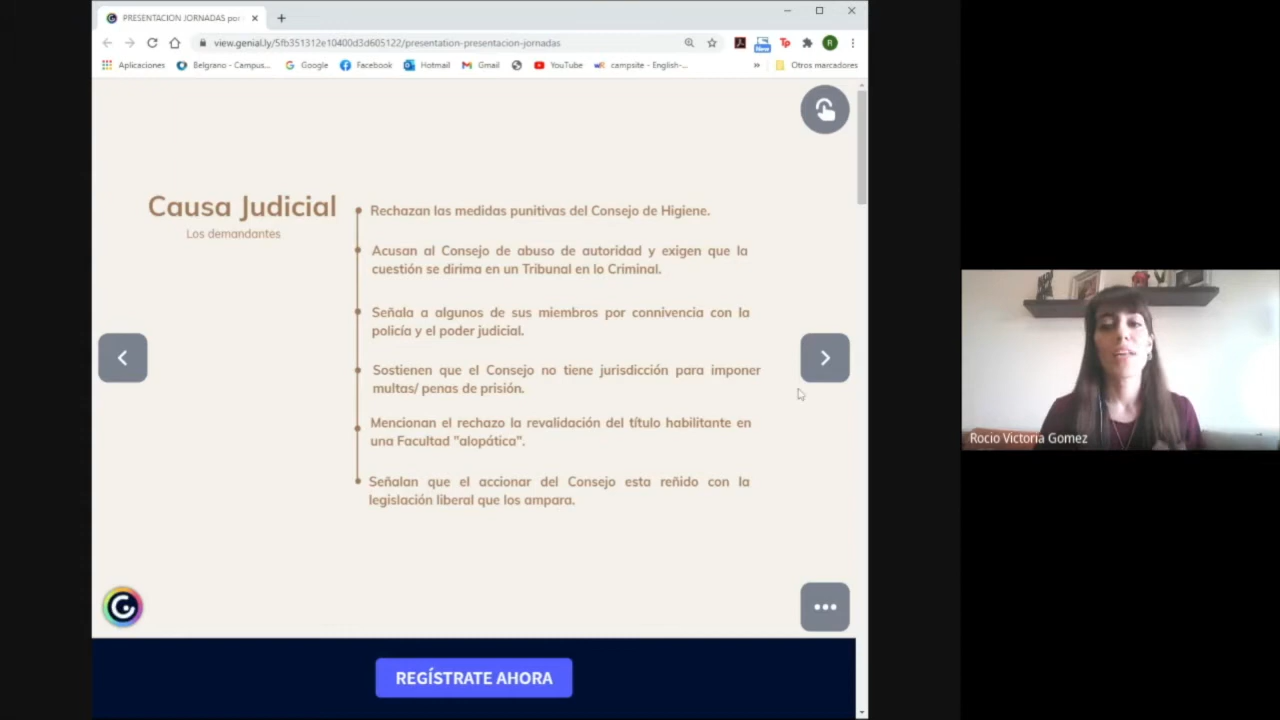 PRESENTACION JORNADAS por
view.genial.ly/5fb351312e10400d3d605122/presentation-presentacion-jornadas
New
Tp
R
Aplicaciones
Belgrano - Campus...
Google
Facebook
Hotmail
Gmail
YouTube
campsite - English-...
»
Otros marcadores
Causa Judicial
Los demandantes
Rechazan las medidas punitivas del Consejo de Higiene.
Acusan al Consejo de abuso de autoridad y exigen que la
cuestión se dirima en un Tribunal en lo Criminal.
Señala a algunos de sus miembros por connivencia con la
policía y el poder judicial.
Sostienen que el Consejo no tiene jurisdicción para imponer
multas/ penas de prisión.
Mencionan el rechazo la revalidación del título habilitante en
una Facultad "alopática".
Señalan que el accionar del Consejo esta reñido con la
legislación liberal que los ampara.
REGÍSTRATE AHORA
Rocio Victoria Gomez